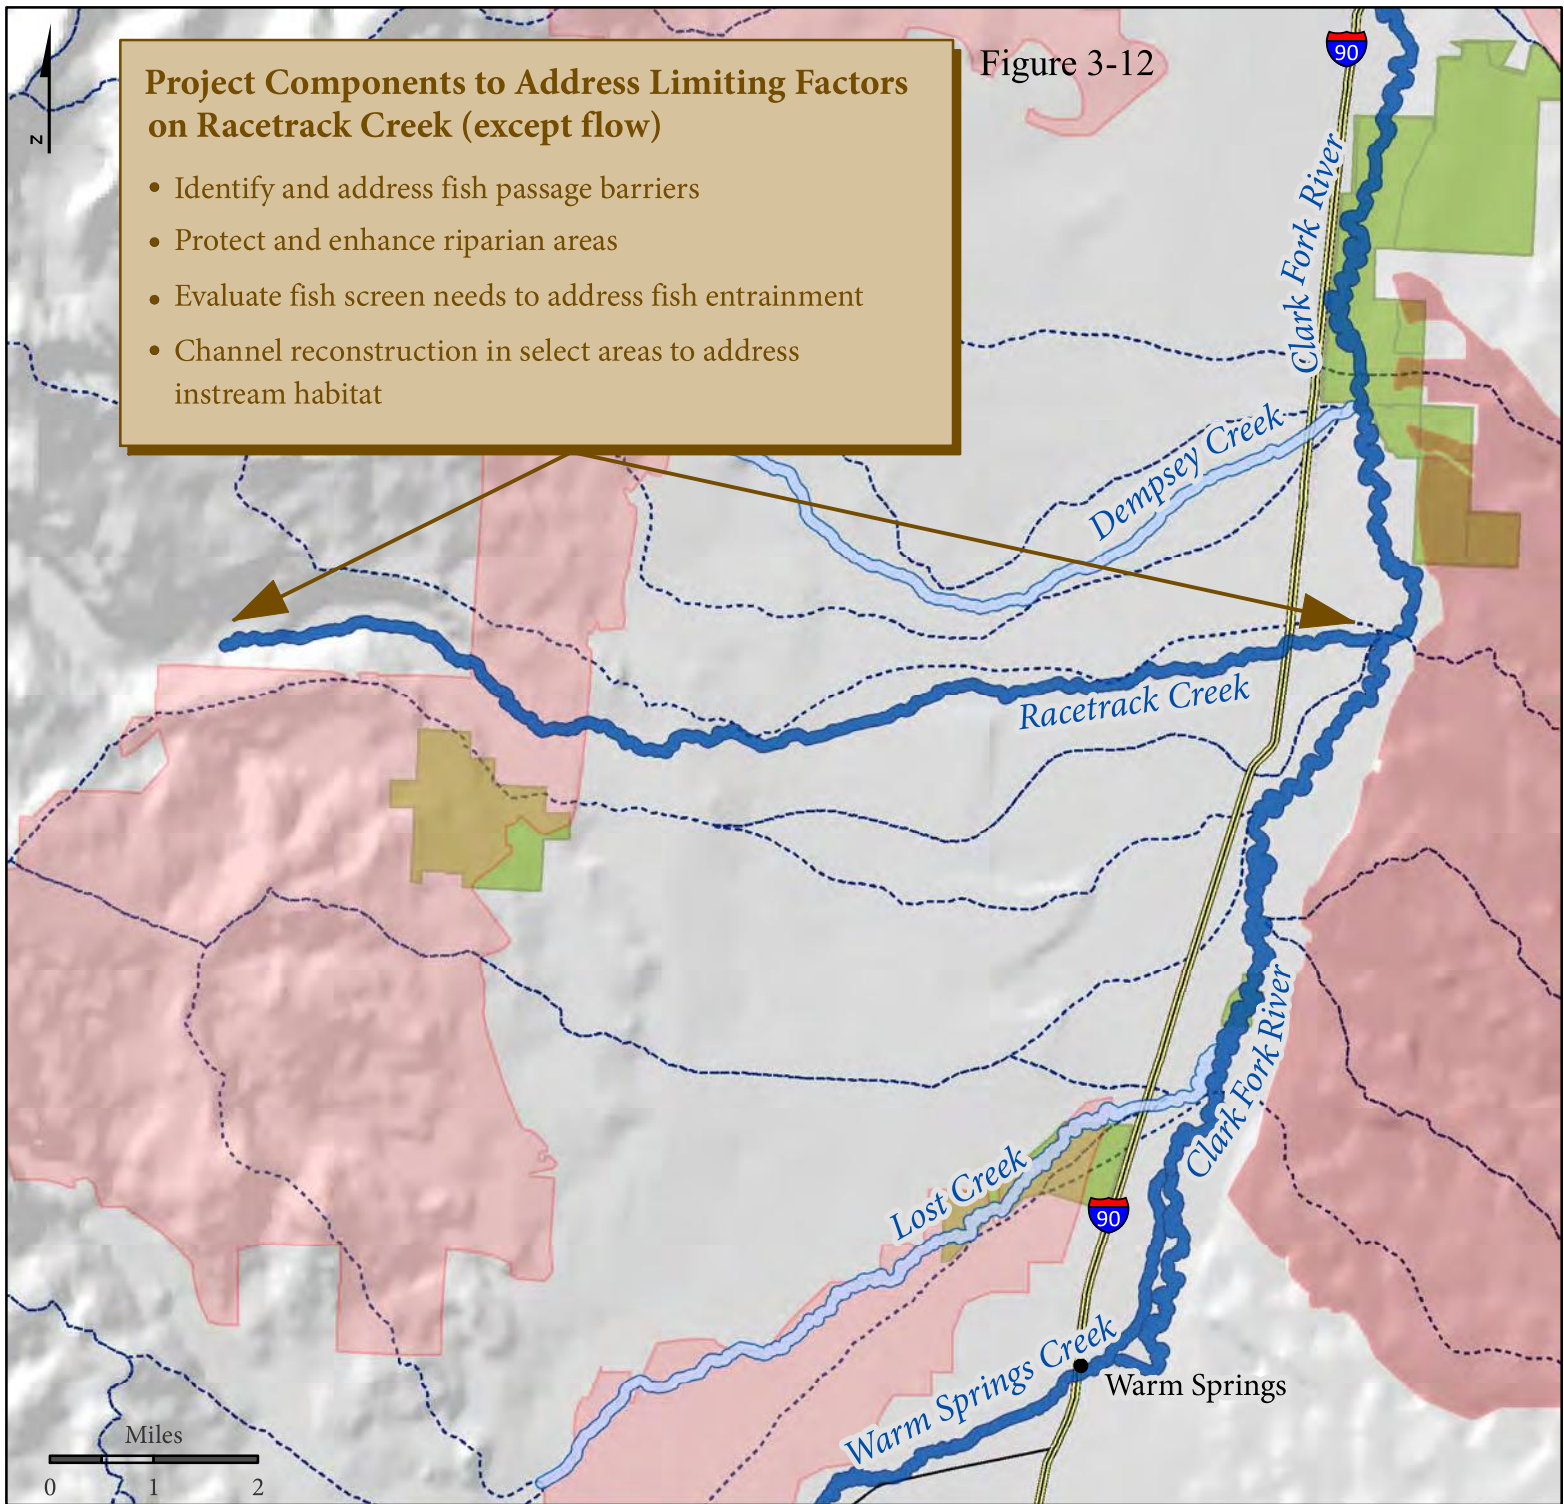 Figure 3-12
90
Project Components to Address Limiting Factors
on Racetrack Creek (except flow)
• Identify and address fish passage barriers
• Protect and enhance riparian areas
• Evaluate fish screen needs to address fish entrainment
• Channel reconstruction in select areas to address
instream habitat
N
Clark Fork River
Dempsey Creek
Racetrack Creek
Clark Fork River
Lost Creek
90
Warm Springs Creek
Warm Springs
Miles
0 1 2